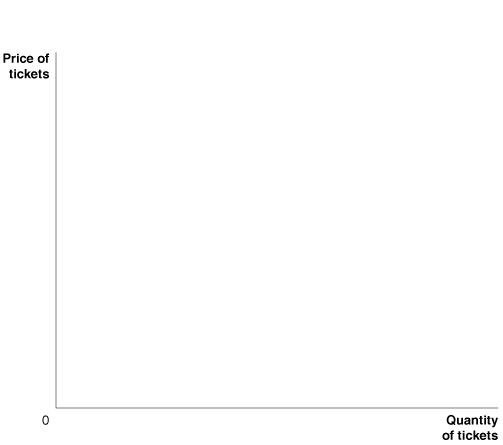 Price of
tickets
0
Quantity
of tickets